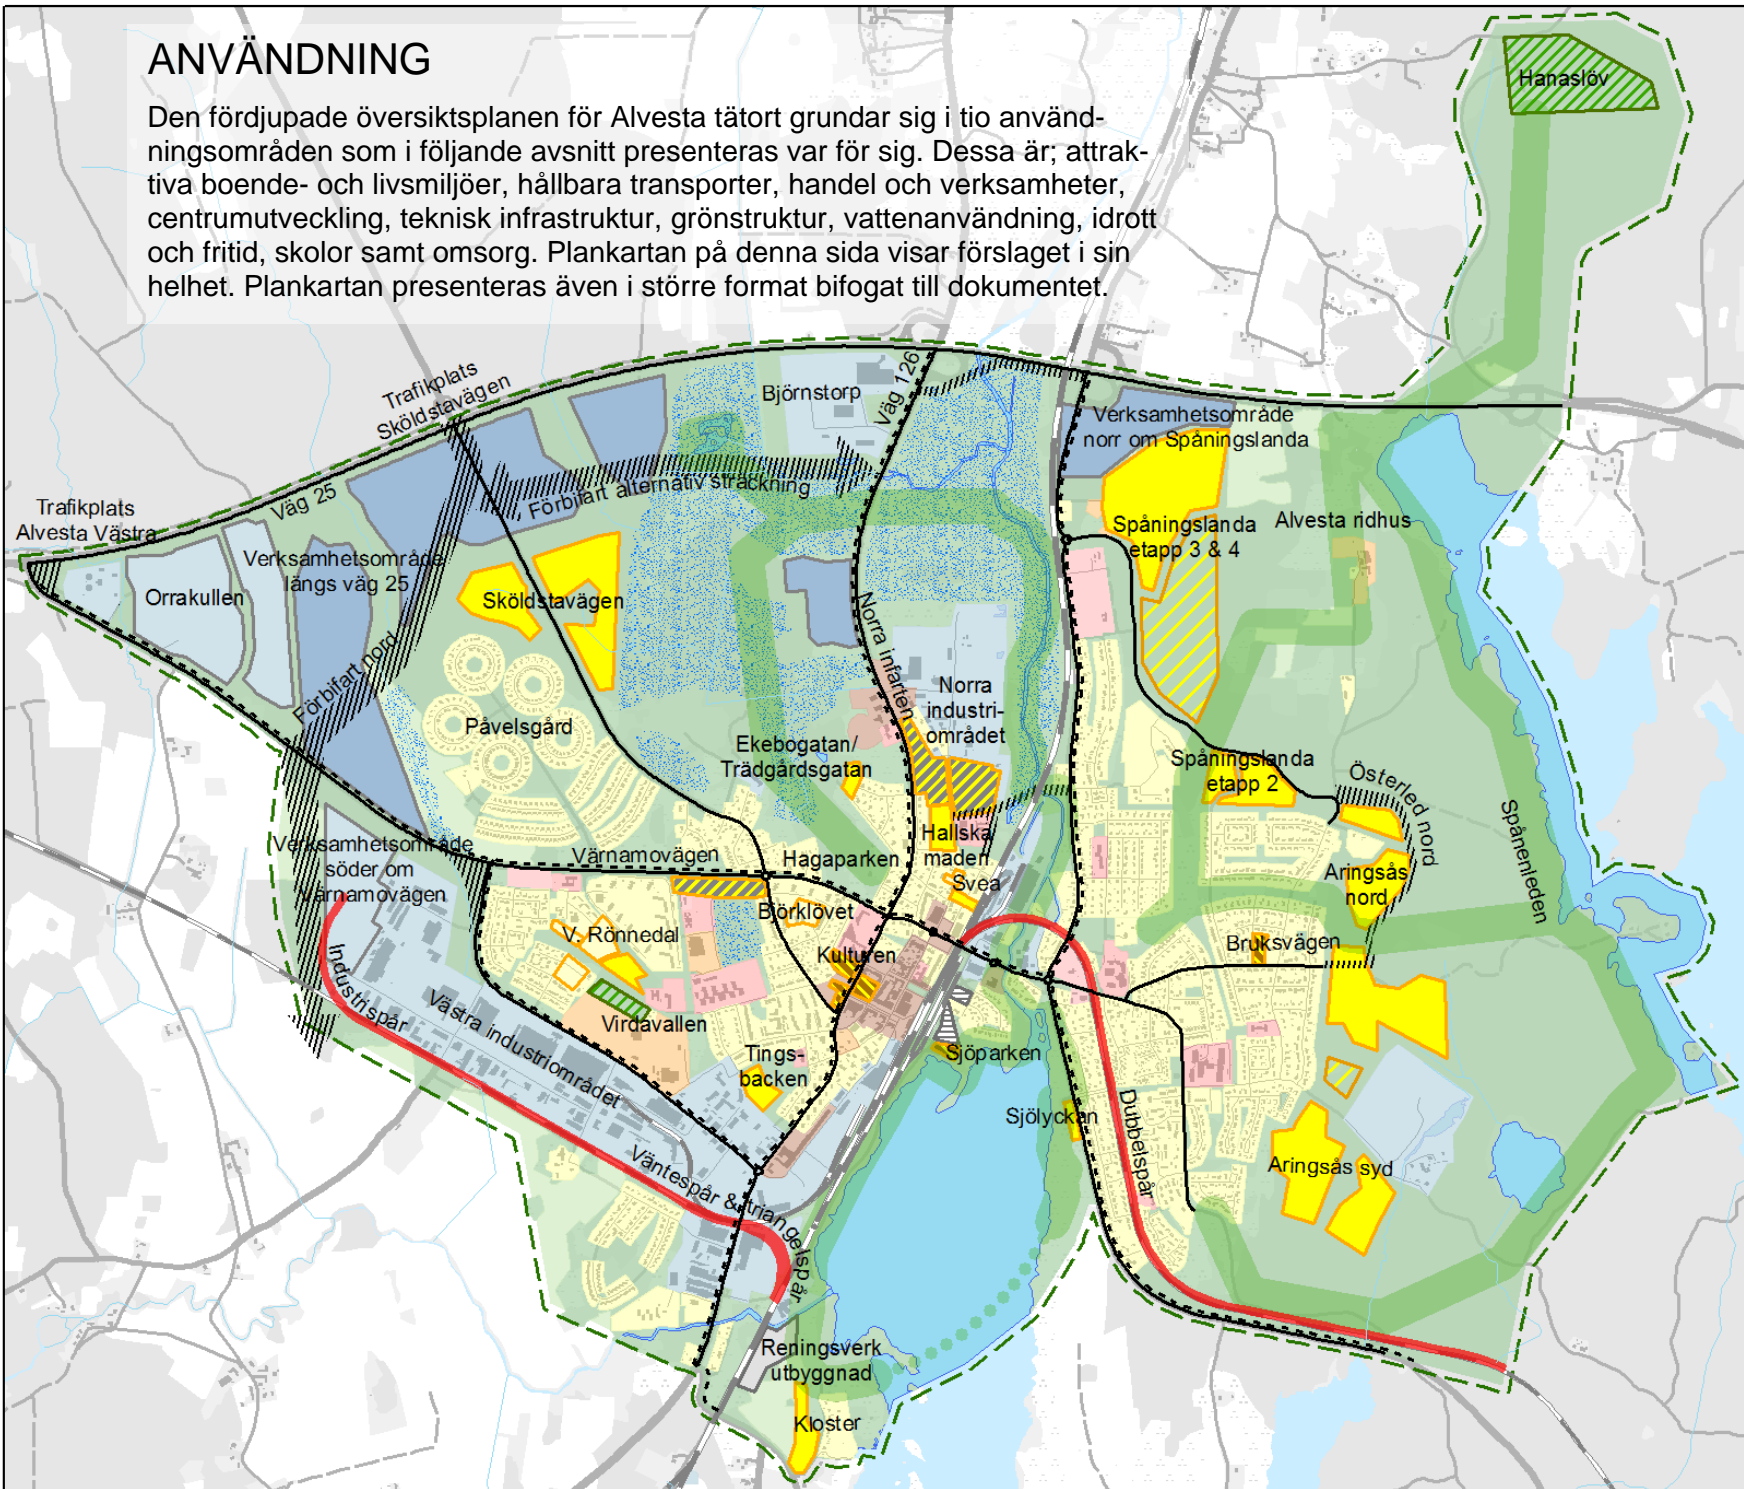 ANVÄNDNING
Den fördjupade översiktsplanen för Alvesta tätort grundar sig i tio använd-
ningsområden som i följande avsnitt presenteras var för sig. Dessa är; attrak-
tiva boende- och livsmiljöer, hållbara transporter, handel och verksamheter,
centrumutveckling, teknisk infrastruktur, grönstruktur, vattenanvändning, idrott
och fritid, skolor samt omsorg. Plankartan på denna sida visar förslaget i sin
helhet. Plankartan presenteras även i större format bifogat till dokumentet.
Hanaslöv
Trafikplats
Sköldstavägen
Björnstorp
Väg 126
Verksamhetsområde
norr om Spåningslanda
Väg 25
Förbifart alternativ sträckning
Trafikplats
Alvesta Västra
Spåningslanda
etapp 3 & 4
Alvesta ridhus
Verksamhetsområde
längs väg 25
Orrakullen
Sköldstavägen
Förbifart nord
Norra infarten
Påvelsgård
Norra
industri-
området
Ekebogatan/
Trädgårdsgatan
Spåningslanda
etapp 2
Österled nord
Spånenleden
Hallska
maden
Verksamhetsområde
söder om
Värnamovägen
Värnamovägen
Hagaparken
Svea
Aringsås
nord
Björklövet
V. Rönnedal
Kulturen
Bruksvägen
Industrispår
Västra industriområdet
Virdavallen
Tings-
backen
Sjöparken
Sjölyckan
Dubbelspår
Aringsås syd
Väntespår & triangelspår
Reningsverk
utbyggnad
Kloster